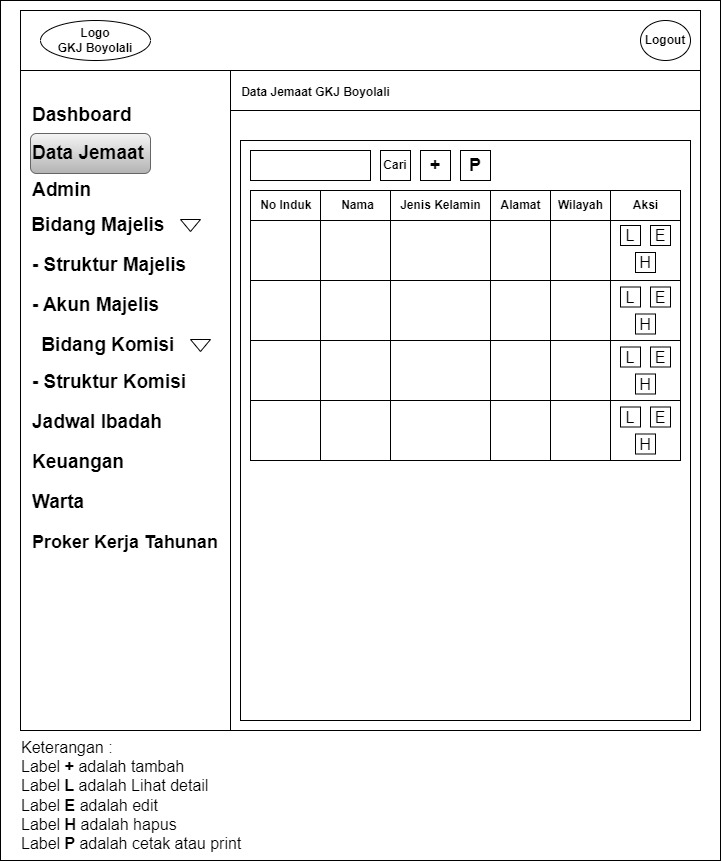 Logo
GKJ Boyolali
Logout
Dashboard
Data Jemaat
Admin
Bidang Majelis
- Struktur Majelis
- Akun Majelis
Bidang Komisi
- Struktur Komisi
Jadwal Ibadah
Keuangan
Warta
Proker Kerja Tahunan
Data Jemaat GKJ Boyolali
Cari + P
No Induk Nama Jenis Kelamin Alamat Wilayah Aksi
L E
H
L E
H
L E
H
L E
H
Keterangan :
Label + adalah tambah
Label L adalah Lihat detail
Label E adalah edit
Label H adalah hapus
Label P adalah cetak atau print